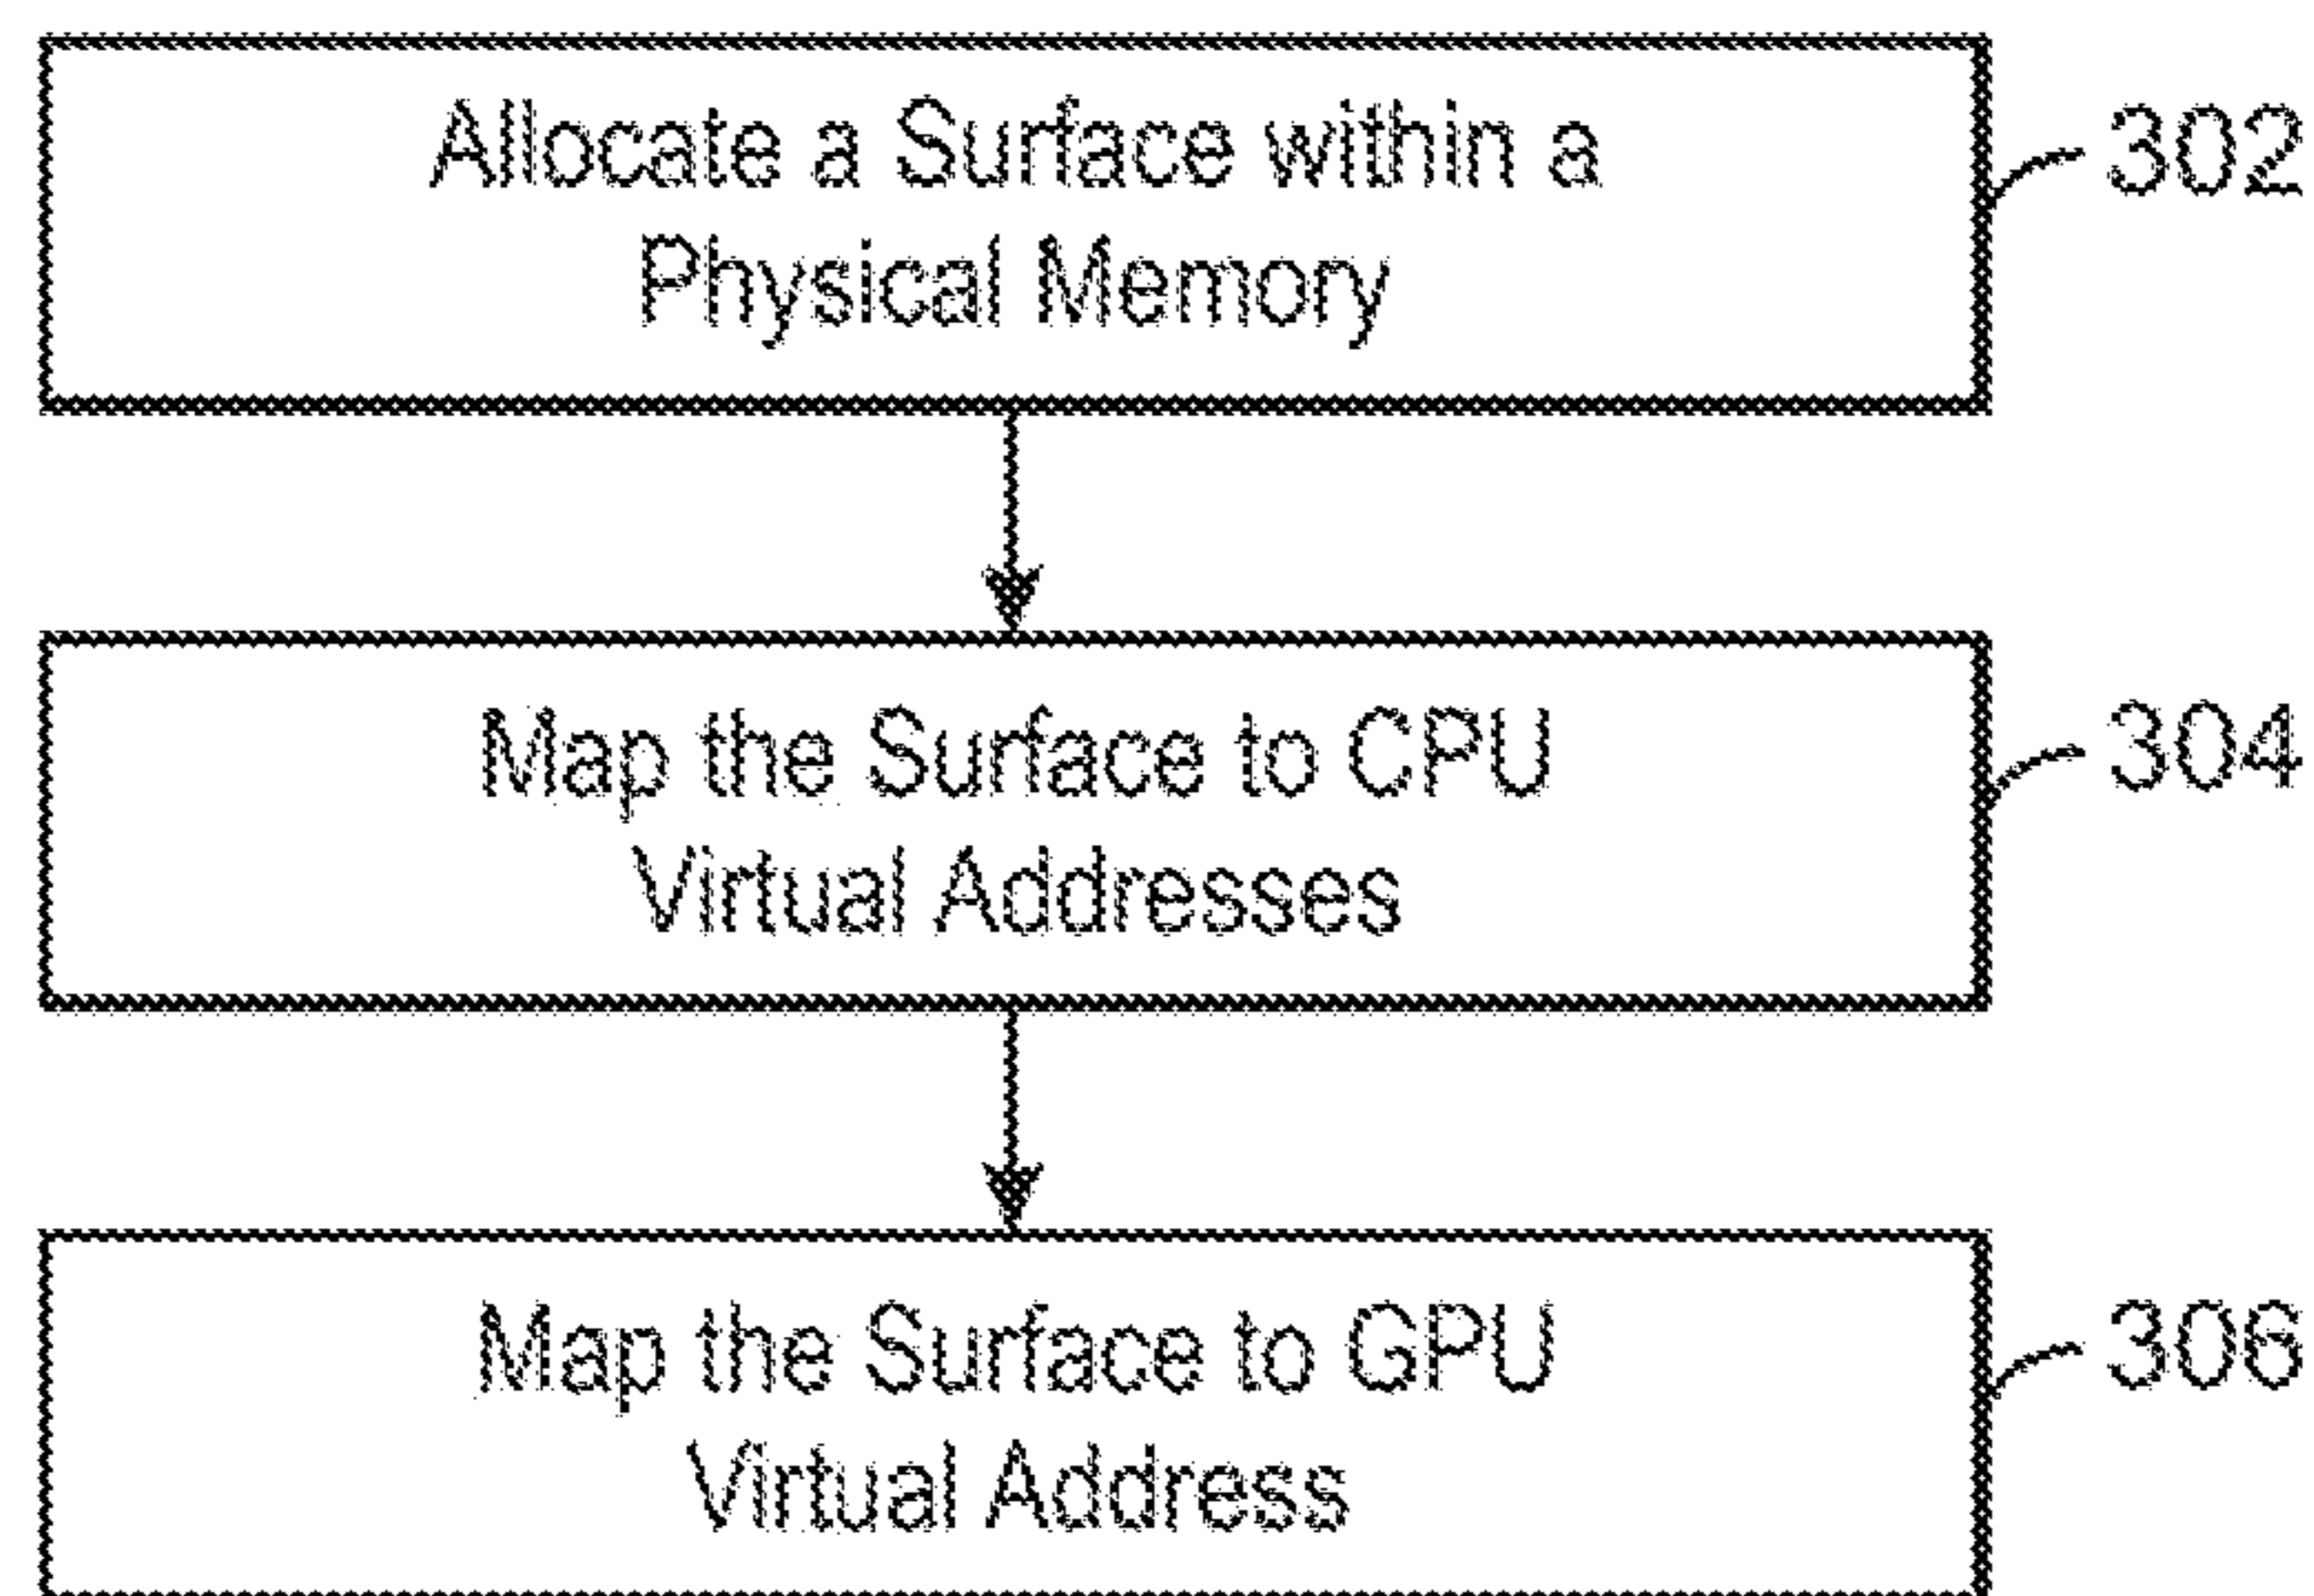 Allocate a Surface within a
Physical Memory
302
Map the Surface to CPU
Virtual Addresses
304
Map the Surface to GPU
Virtual Address
306